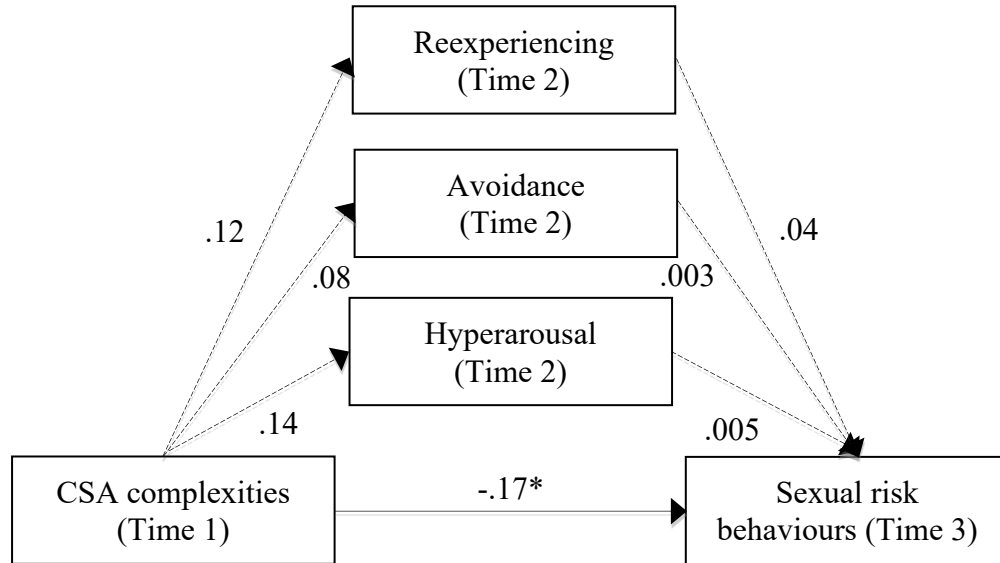 Reexperiencing
(Time 2)
Avoidance
(Time 2)
.12
.04
.08
.003
Hyperarousal
(Time 2)
.14
.005
CSA complexities
(Time 1)
-.17*
Sexual risk
behaviours (Time 3)